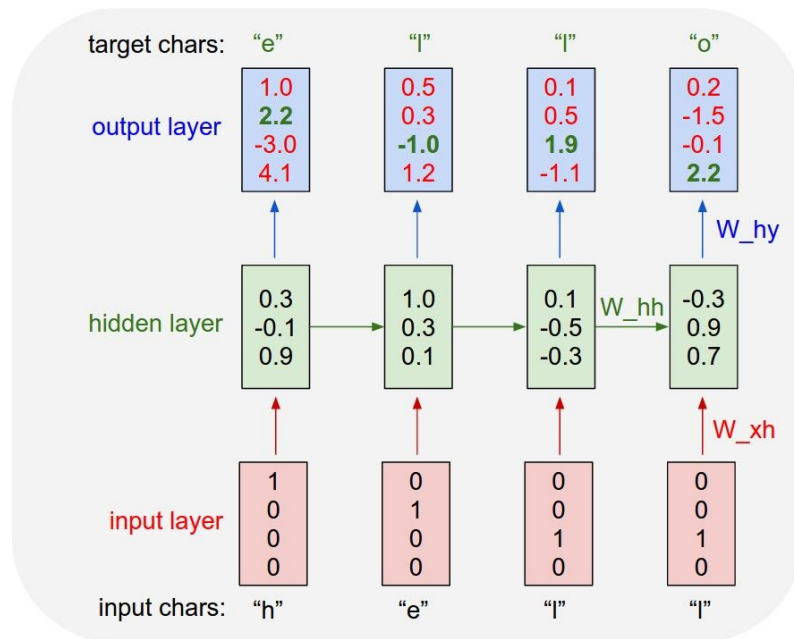 target chars: “e” “l” “l” “o”
1.0 0.5 0.1 0.2
2.2 0.3 0.5 -1.5
output layer
-3.0 -1.0 1.9 -0.1
4.1 1.2 -1.1 2.2
W_hy
0.3 1.0 0.1 -0.3
W_hh
hidden layer
-0.1 0.3 -0.5 0.9
0.9 0.1 -0.3 0.7
W_xh
1 0 0 0
0 1 0 0
input layer
0 0 1 1
0 0 0 0
input chars: “h” “e” “l” “l”